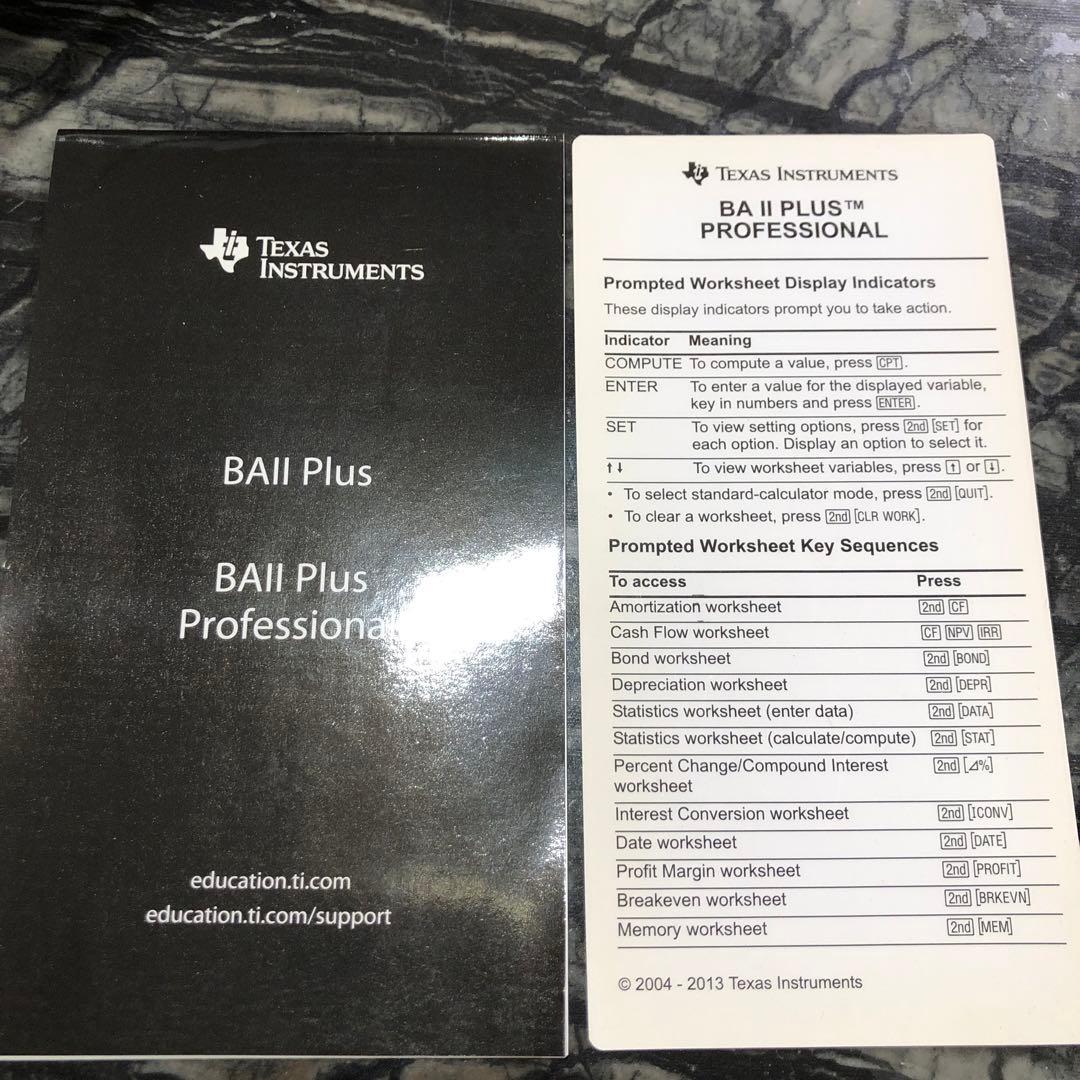 TEXAS
INSTRUMENTS
BAII Plus
BAII Plus
Professional
education.ti.com
education.ti.com/support
TEXAS INSTRUMENTS
BA II PLUS™
PROFESSIONAL
Prompted Worksheet Display Indicators
These display indicators prompt you to take action.
Indicator Meaning
COMPUTE To compute a value, press [CPT].
ENTER To enter a value for the displayed variable,
key in numbers and press [ENTER].
SET To view setting options, press [2nd] [SET] for
each option. Display an option to select it.
↑ ↓ To view worksheet variables, press [↑] or [↓].
• To select standard-calculator mode, press [2nd] [QUIT].
• To clear a worksheet, press [2nd] [CLR WORK].
Prompted Worksheet Key Sequences
To access Press
Amortization worksheet [2nd] [CF]
Cash Flow worksheet [CF] [NPV] [IRR]
Bond worksheet [2nd] [BOND]
Depreciation worksheet [2nd] [DEPR]
Statistics worksheet (enter data) [2nd] [DATA]
Statistics worksheet (calculate/compute) [2nd] [STAT]
Percent Change/Compound Interest [2nd] [⊿%]
worksheet
Interest Conversion worksheet [2nd] [ICONV]
Date worksheet [2nd] [DATE]
Profit Margin worksheet [2nd] [PROFIT]
Breakeven worksheet [2nd] [BRKEVN]
Memory worksheet [2nd] [MEM]
© 2004 - 2013 Texas Instruments